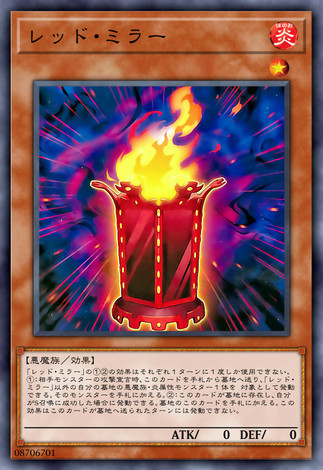 レッド・ミラー
炎
ほのお
【悪魔族／効果】
「レッド・ミラー」の①②の効果はそれぞれ１ターンに１度しか使用できない。
①：相手モンスターの攻撃宣言時、このカードを手札から墓地へ送り、「レッド・
ミラー」以外の自分の墓地の悪魔族・炎属性モンスター１体を対象として発動
できる。そのモンスターを手札に加える。②：このカードが墓地に存在し、自分
がS召喚に成功した場合に発動できる。墓地のこのカードを手札に加える。この
効果はこのカードが墓地へ送られたターンには発動できない。
ATK/ 0 DEF/ 0
08706701